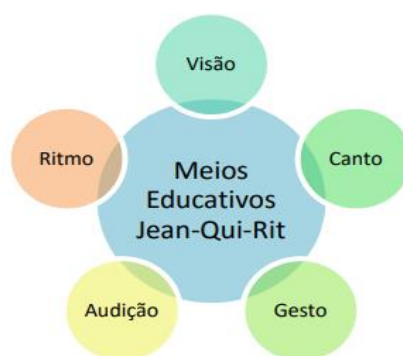 Visão
Ritmo
Canto
Meios
Educativos
Jean-Qui-Rit
Audição
Gesto